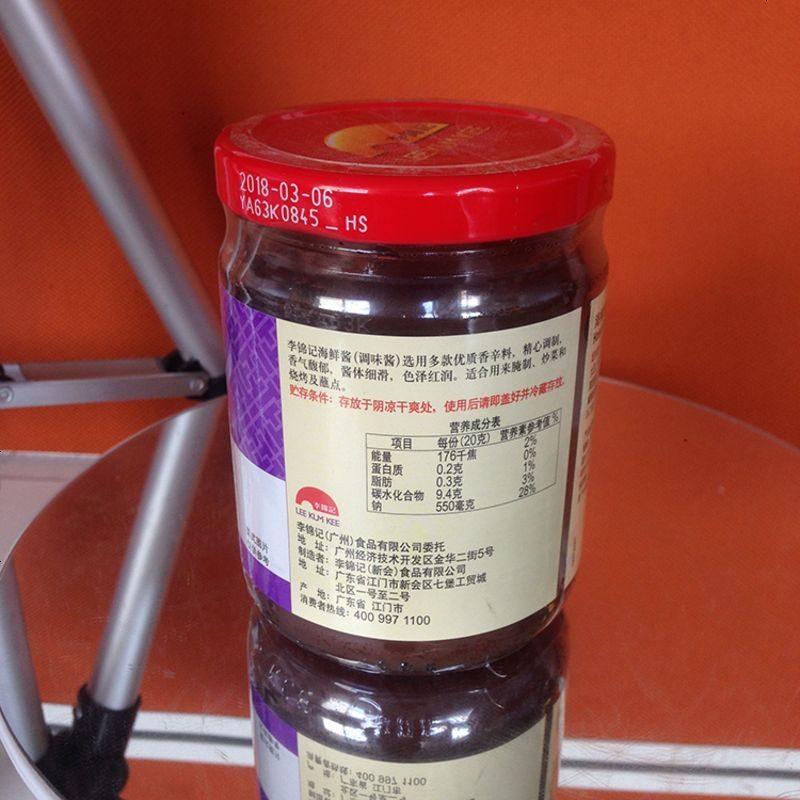 2018-03-06
YA63K0845 _ HS
李锦记海鲜酱(调味酱)选用多款优质香辛料，精心调制，
香气馥郁，酱体细滑，色泽红润。适合用来腌制、炒菜和
烧烤及蘸点。
贮存条件：存放于阴凉干爽处，使用后请即盖好并冷藏存放。
营养成分表
项目 每份(20克) 营养素参考值%
能量 176千焦 2%
蛋白质 0.2克 0%
脂肪 0.3克 1%
碳水化合物 9.4克 3%
钠 550毫克 28%
李錦記
LEE KUM KEE
李锦记(广州)食品有限公司委托
地 址：广州经济技术开发区金华二街5号
制造者：李锦记(新会)食品有限公司
地 址：广东省江门市新会区七堡工贸城
北区一号至二号
产 地：广东省 江门市
消费者热线：400 997 1100